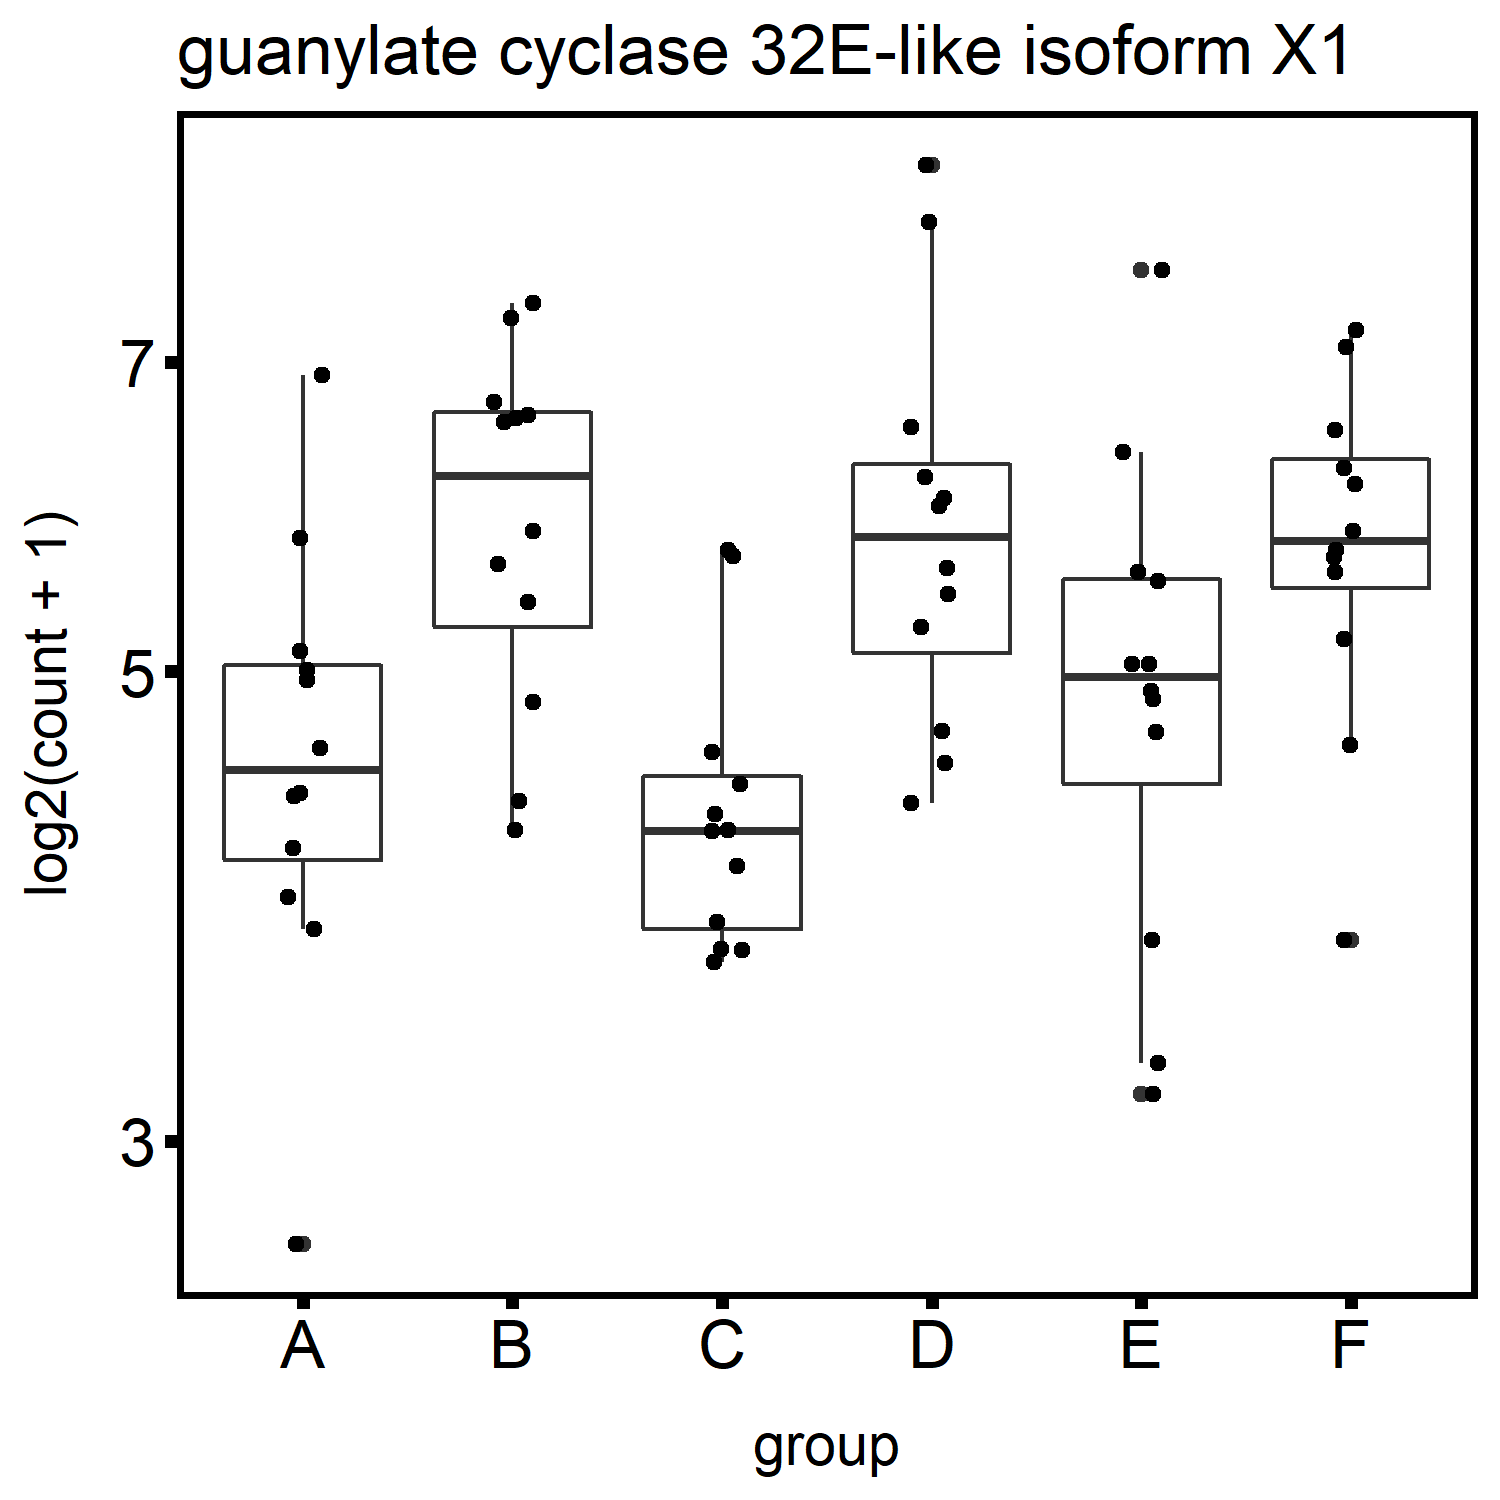 guanylate cyclase 32E-like isoform X1
log2(count + 1)
7
5
3
A B C D E F
group